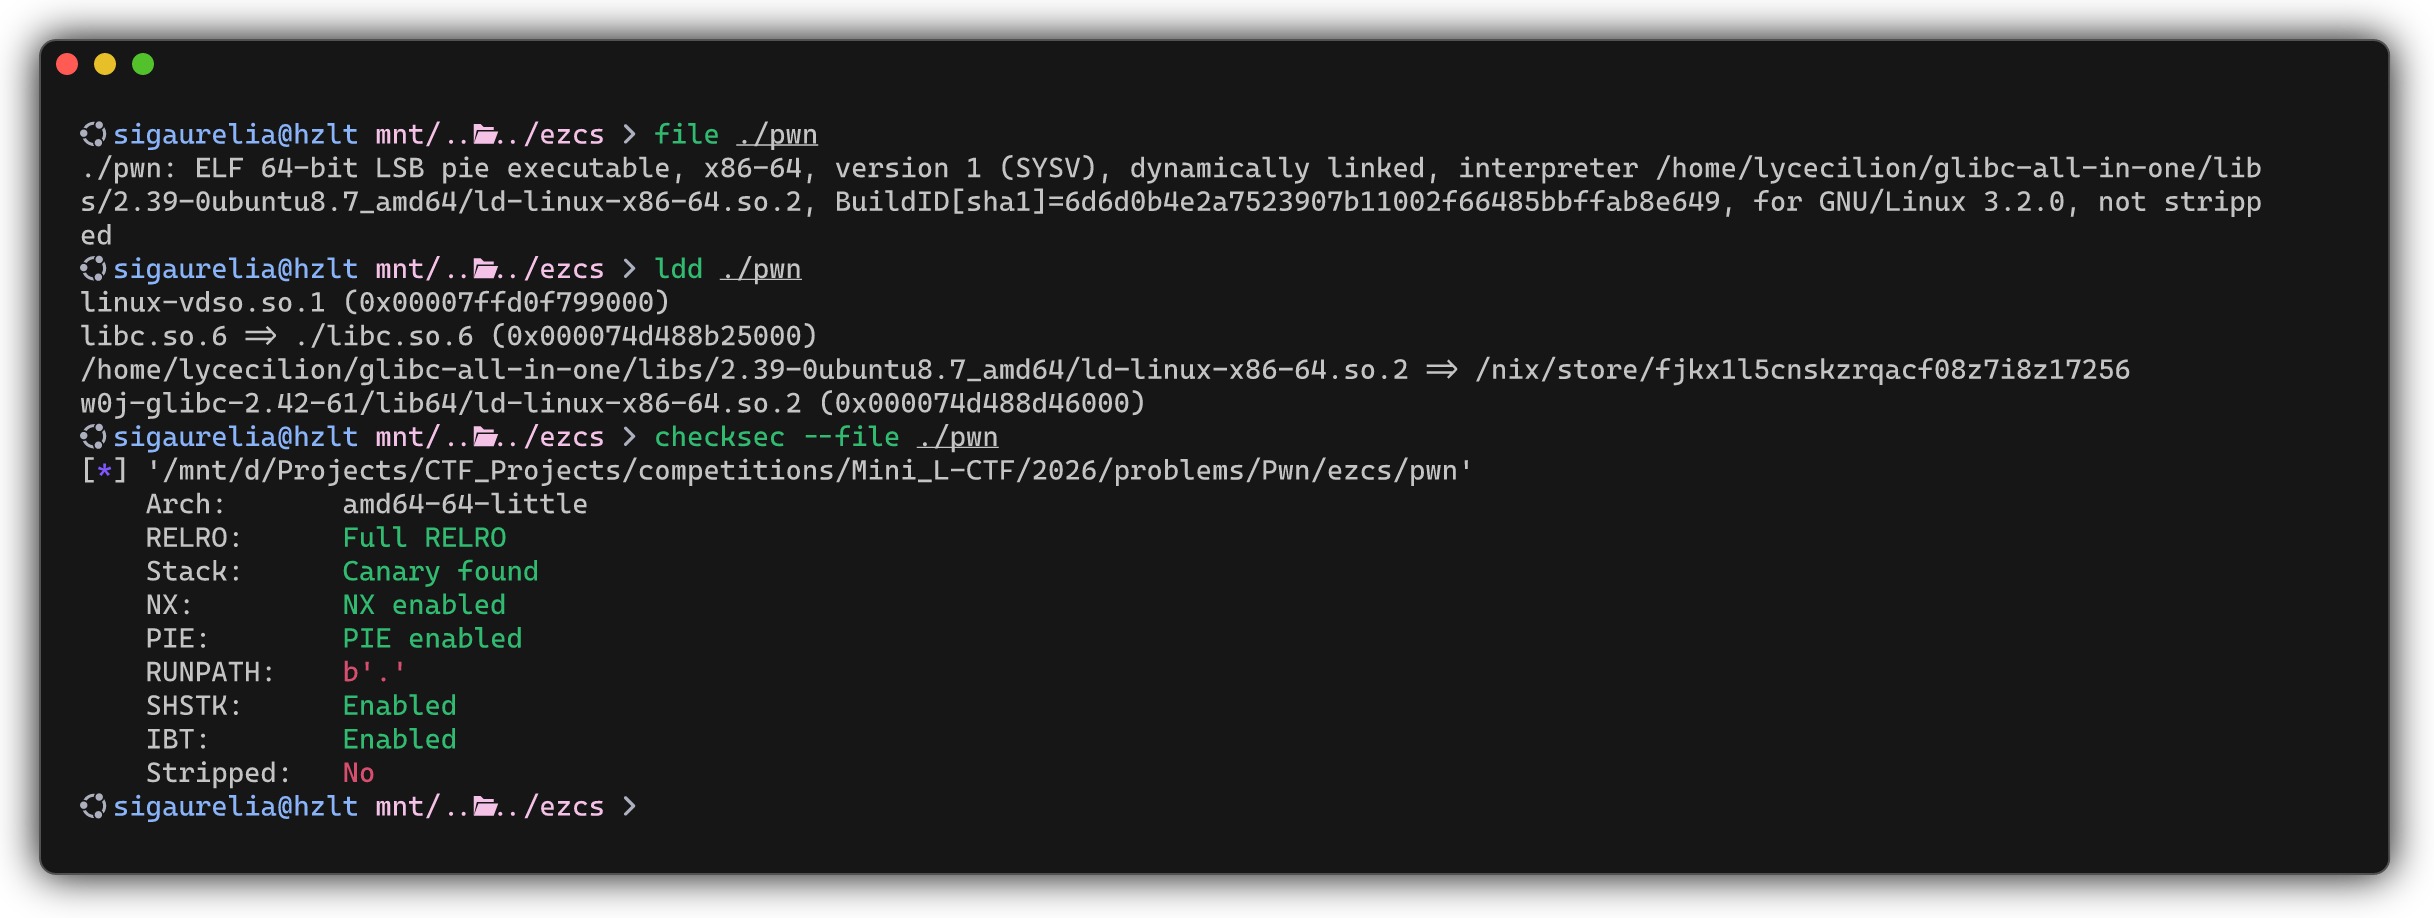 sigaurelia@hzlt mnt/..../ezcs > file ./pwn
./pwn: ELF 64-bit LSB pie executable, x86-64, version 1 (SYSV), dynamically linked, interpreter /home/lycecilion/glibc-all-in-one/lib
s/2.39-0ubuntu8.7_amd64/ld-linux-x86-64.so.2, BuildID[sha1]=6d6d0b4e2a7523907b11002f66485bbffab8e649, for GNU/Linux 3.2.0, not stripp
ed
sigaurelia@hzlt mnt/..../ezcs > ldd ./pwn
linux-vdso.so.1 (0x00007ffd0f799000)
libc.so.6 => ./libc.so.6 (0x000074d488b25000)
/home/lycecilion/glibc-all-in-one/libs/2.39-0ubuntu8.7_amd64/ld-linux-x86-64.so.2 => /nix/store/fjkx1l5cnskzrqacf08z7i8z17256
w0j-glibc-2.42-61/lib64/ld-linux-x86-64.so.2 (0x000074d488d46000)
sigaurelia@hzlt mnt/..../ezcs > checksec --file ./pwn
[*] '/mnt/d/Projects/CTF_Projects/competitions/Mini_L-CTF/2026/problems/Pwn/ezcs/pwn'
    Arch:       amd64-64-little
    RELRO:      Full RELRO
    Stack:      Canary found
    NX:         NX enabled
    PIE:        PIE enabled
    RUNPATH:    b'.'
    SHSTK:      Enabled
    IBT:        Enabled
    Stripped:   No
sigaurelia@hzlt mnt/..../ezcs >